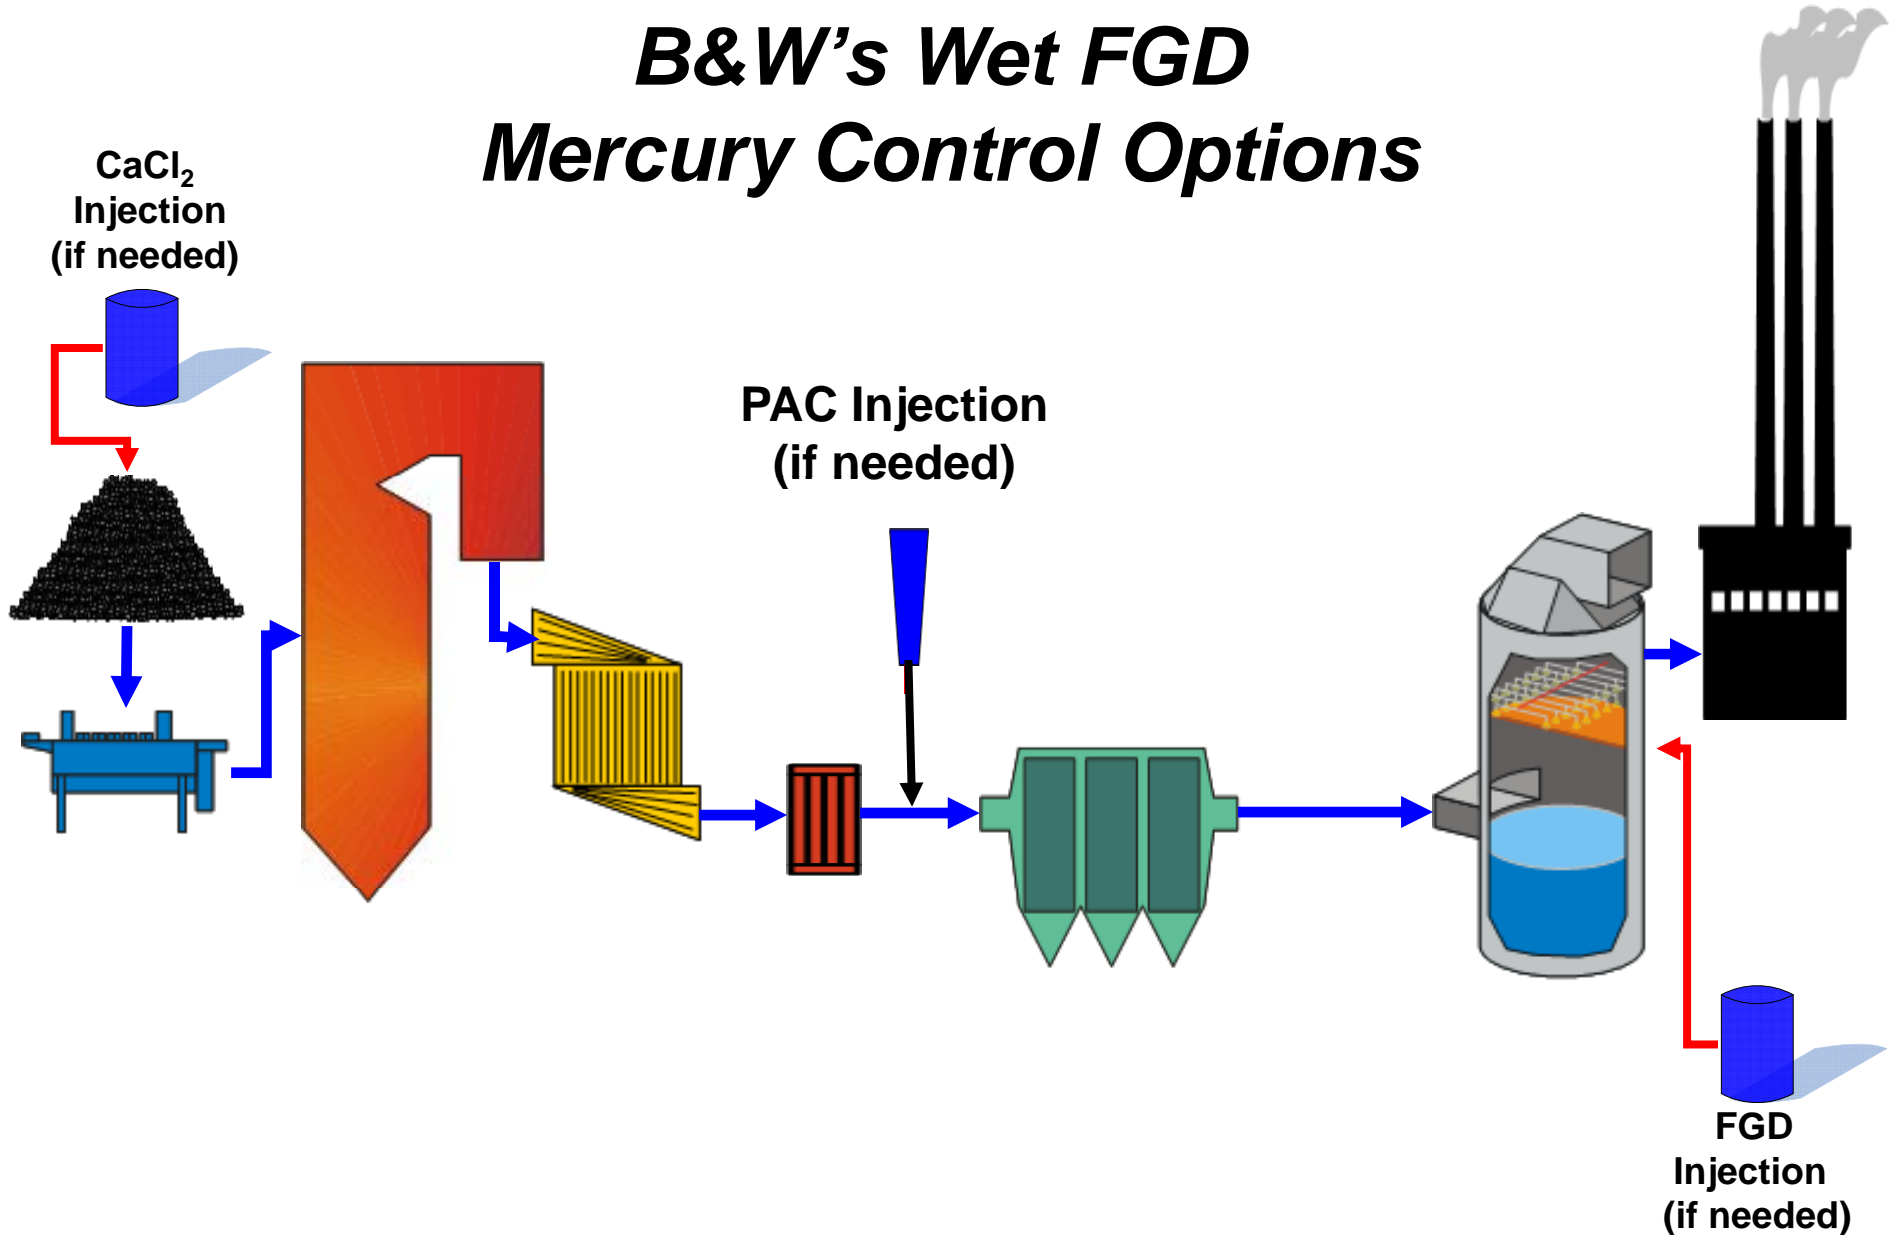 B&W's Wet FGD
Mercury Control Options
CaCl₂
Injection
(if needed)
PAC Injection
(if needed)
FGD
Injection
(if needed)